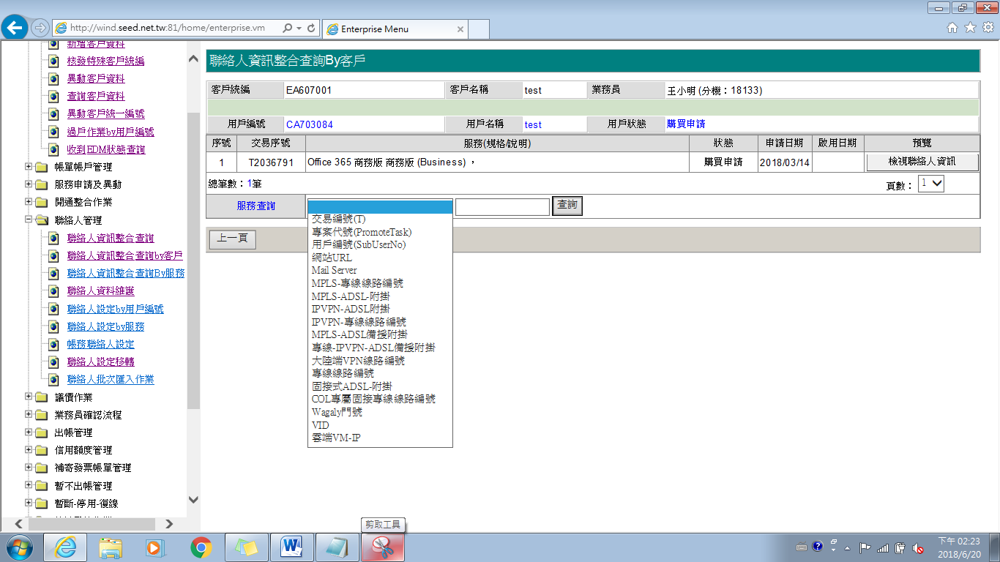 http://wind.seed.net.tw:81/home/enterprise.vm
Enterprise Menu
新增客戶資料
核發特殊客戶統編
異動客戶資料
查詢客戶資料
異動客戶統一編號
過戶作業by用戶編號
收到EDM狀態查詢
帳單帳戶管理
服務申請及異動
開通整合作業
聯絡人管理
聯絡人資訊整合查詢
聯絡人資訊整合查詢by客戶
聯絡人資訊整合查詢By服務
聯絡人資料維護
聯絡人設定by用戶編號
聯絡人設定by服務
帳務聯絡人設定
聯絡人設定移轉
聯絡人批次匯入作業
議價作業
業務員確認流程
出帳管理
信用額度管理
補寄發票帳單管理
暫不出帳管理
暫斷-停用-復線
聯絡人資訊整合查詢By客戶
客戶統編 EA607001 客戶名稱 test 業務員 王小明 (分機：18133)
用戶編號 CA703084 用戶名稱 test 用戶狀態 購買申請
序號 交易序號 服務(規格/說明) 狀態 申請日期 啟用日期 預覽
1 T2036791 Office 365 商務版 商務版 (Business) ， 購買申請 2018/03/14 檢視聯絡人資訊
總筆數：1筆 頁數： 1
服務查詢 查詢
交易編號(T)
專案代號(PromoteTask)
用戶編號(SubUserNo)
網站URL
Mail Server
MPLS-專線線路編號
MPLS-ADSL-附掛
IPVPN-ADSL附掛
IPVPN-專線線路編號
MPLS-ADSL備援附掛
專線-IPVPN-ADSL備援附掛
大陸端VPN線路編號
專線線路編號
固接式ADSL-附掛
COL專屬固接專線線路編號
Wagaly門號
VID
雲端VM-IP
上一頁
剪取工具
下午 02:23
2018/6/20